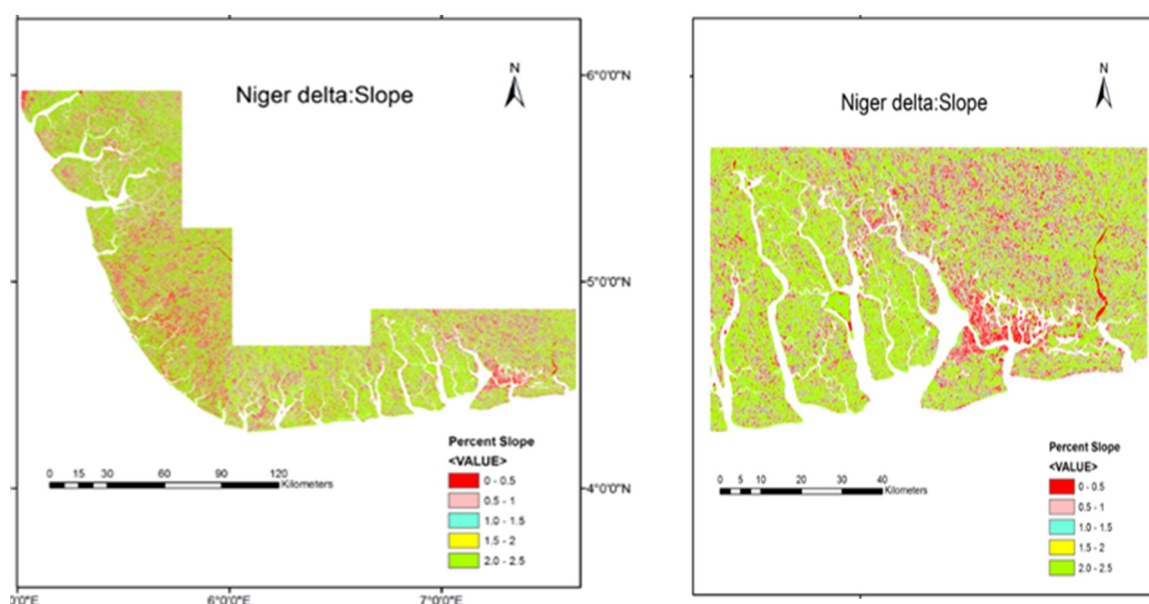 N
Niger delta:Slope
6°0'0"N
5°0'0"N
4°0'0"N
Percent Slope
<VALUE>
0 - 0.5
0.5 - 1
1.0 - 1.5
1.5 - 2
2.0 - 2.5
0 15 30 60 90 120
Kilometers
0'0"E 6°0'0"E 7°0'0"E
N
Niger delta:Slope
Percent Slope
<VALUE>
0 - 0.5
0.5 - 1
1.0 - 1.5
1.5 - 2
2.0 - 2.5
0 5 10 20 30 40
Kilometers